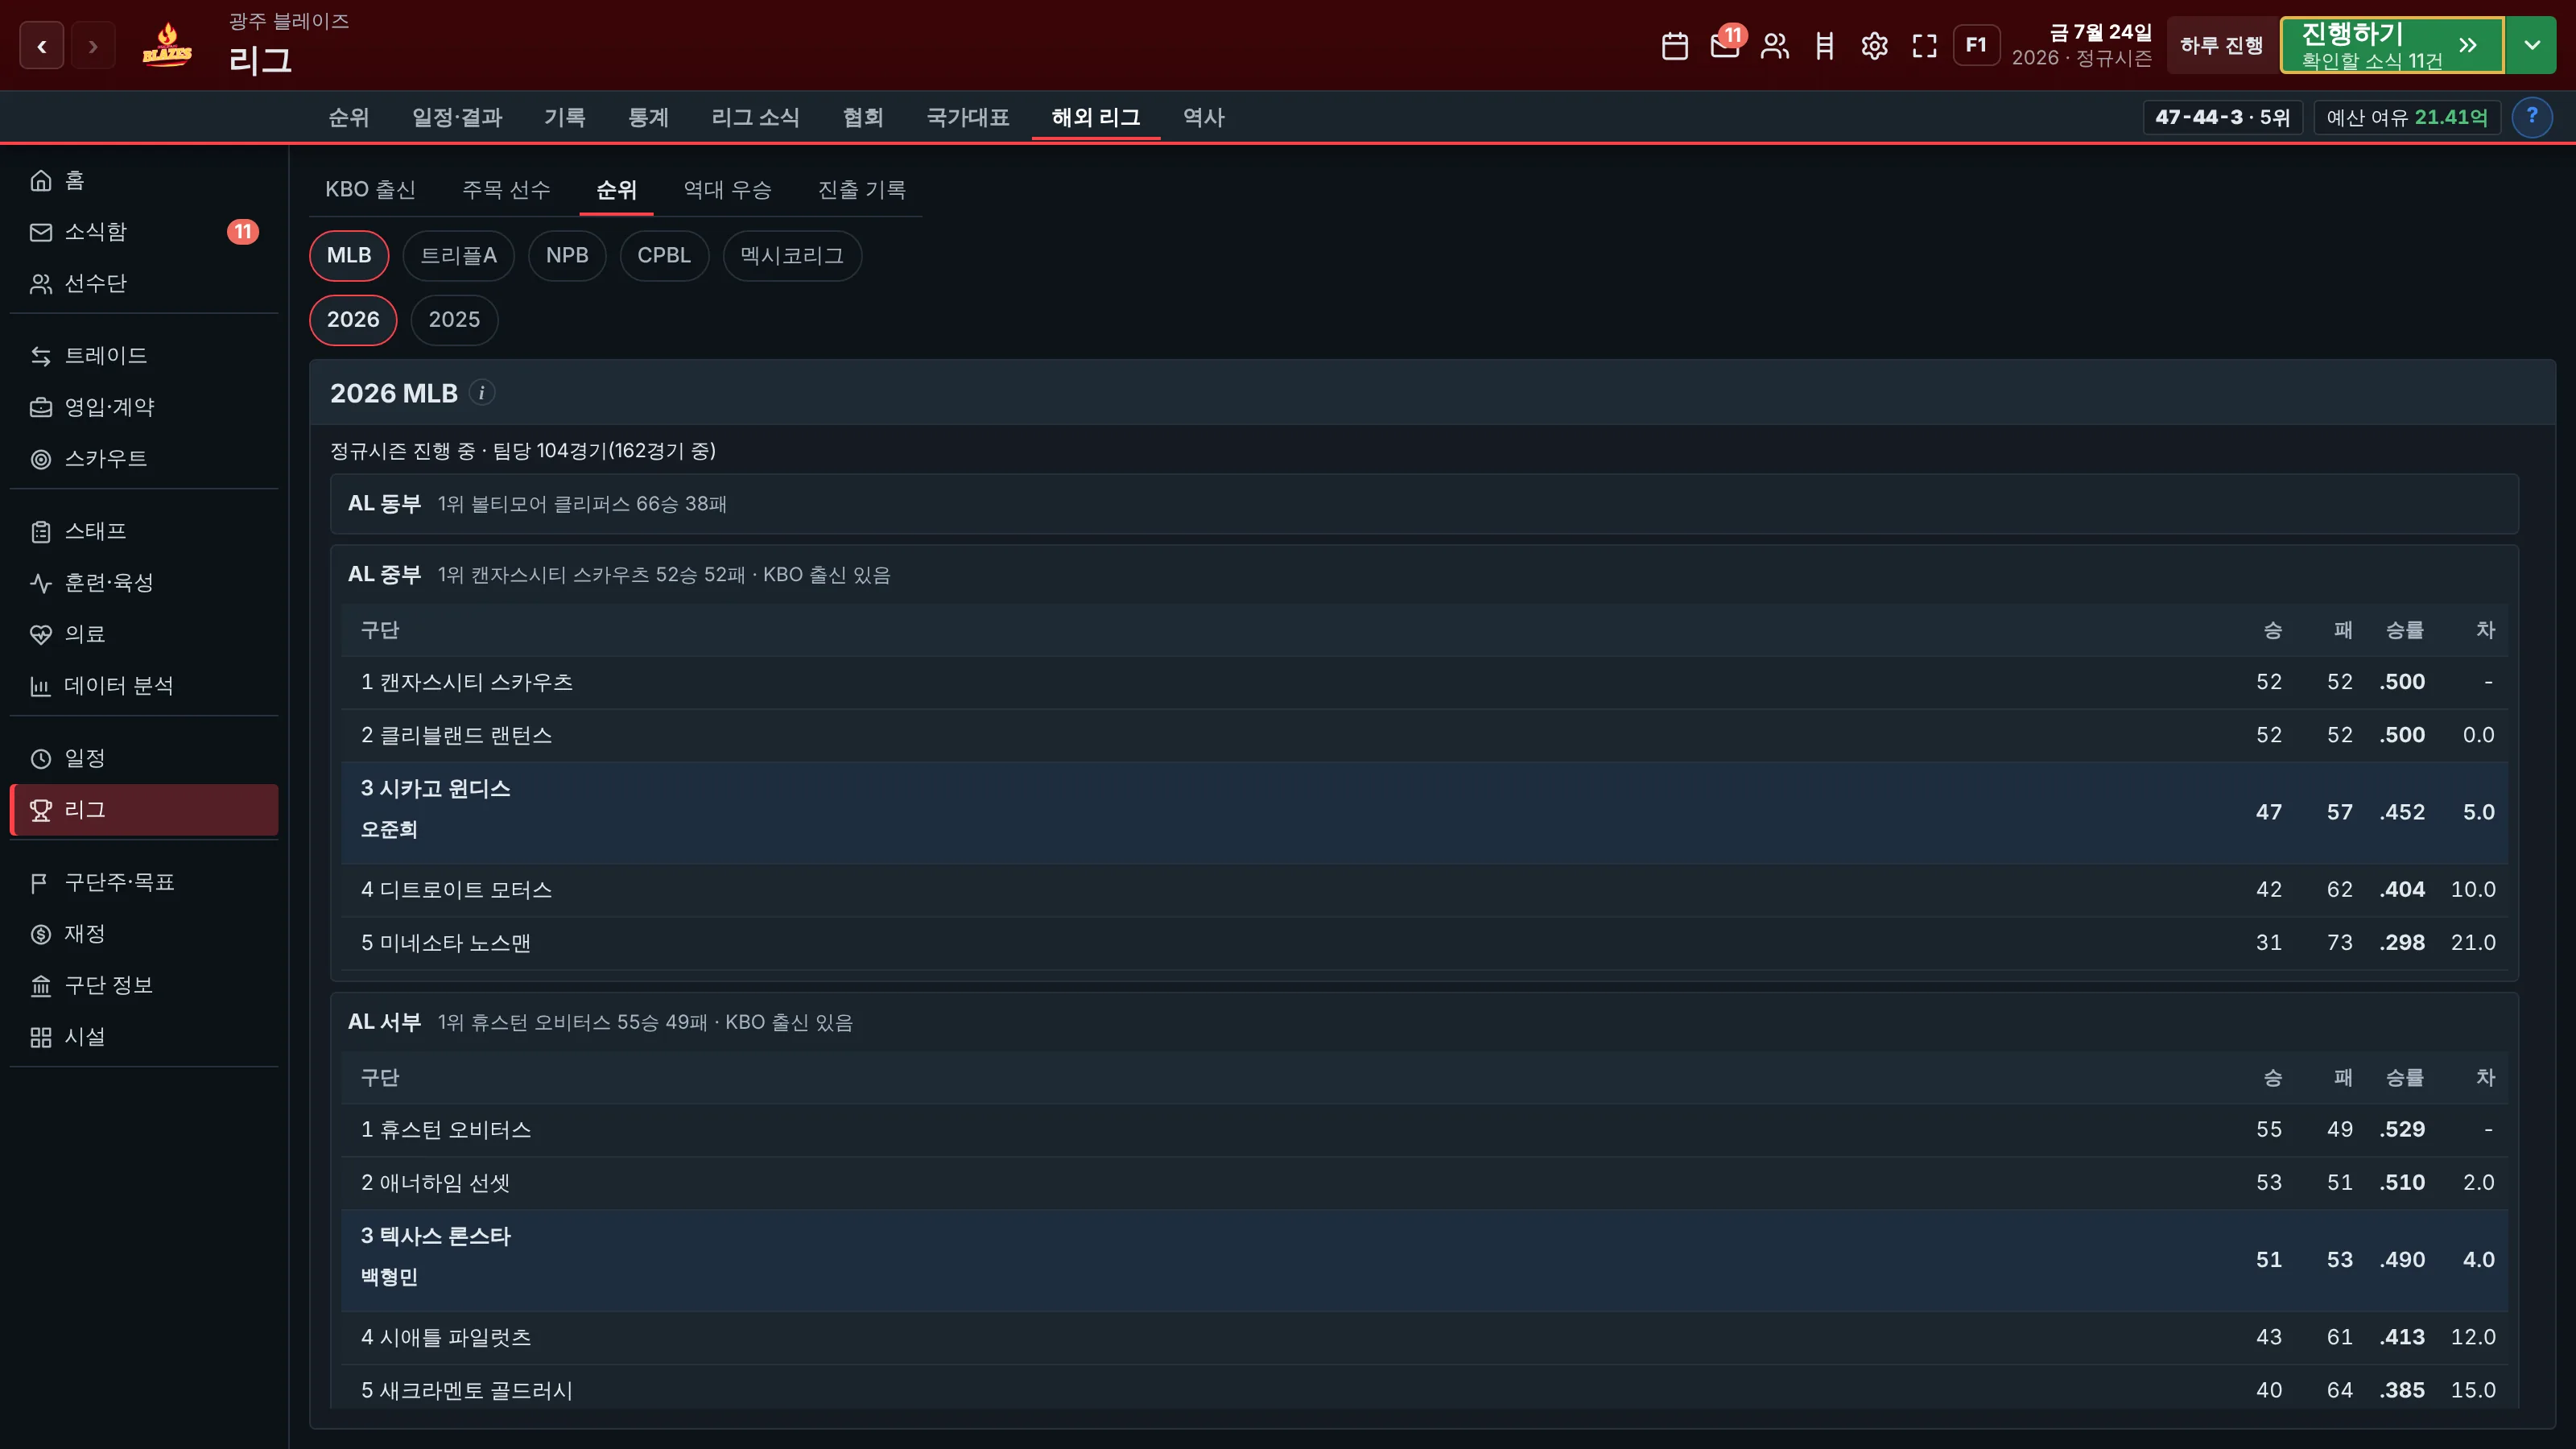 광주 블레이즈
리그
BLAZES
11
F1
금 7월 24일
2026 · 정규시즌
하루 진행
진행하기
확인할 소식 11건
순위 일정·결과 기록 통계 리그 소식 협회 국가대표 해외 리그 역사
47-44-3 · 5위
예산 여유 21.41억
?
홈
소식함 11
선수단
트레이드
영입·계약
스카우트
스태프
훈련·육성
의료
데이터 분석
일정
리그
구단주·목표
재정
구단 정보
시설
KBO 출신 주목 선수 순위 역대 우승 진출 기록
MLB 트리플A NPB CPBL 멕시코리그
2026 2025
2026 MLB i
정규시즌 진행 중 · 팀당 104경기(162경기 중)
AL 동부 1위 볼티모어 클리퍼스 66승 38패
AL 중부 1위 캔자스시티 스카우츠 52승 52패 · KBO 출신 있음
구단 승 패 승률 차
1 캔자스시티 스카우츠 52 52 .500 -
2 클리블랜드 랜턴스 52 52 .500 0.0
3 시카고 윈디스 47 57 .452 5.0
오준희
4 디트로이트 모터스 42 62 .404 10.0
5 미네소타 노스맨 31 73 .298 21.0
AL 서부 1위 휴스턴 오비터스 55승 49패 · KBO 출신 있음
구단 승 패 승률 차
1 휴스턴 오비터스 55 49 .529 -
2 애너하임 선셋 53 51 .510 2.0
3 텍사스 론스타 51 53 .490 4.0
백형민
4 시애틀 파일럿츠 43 61 .413 12.0
5 새크라멘토 골드러시 40 64 .385 15.0